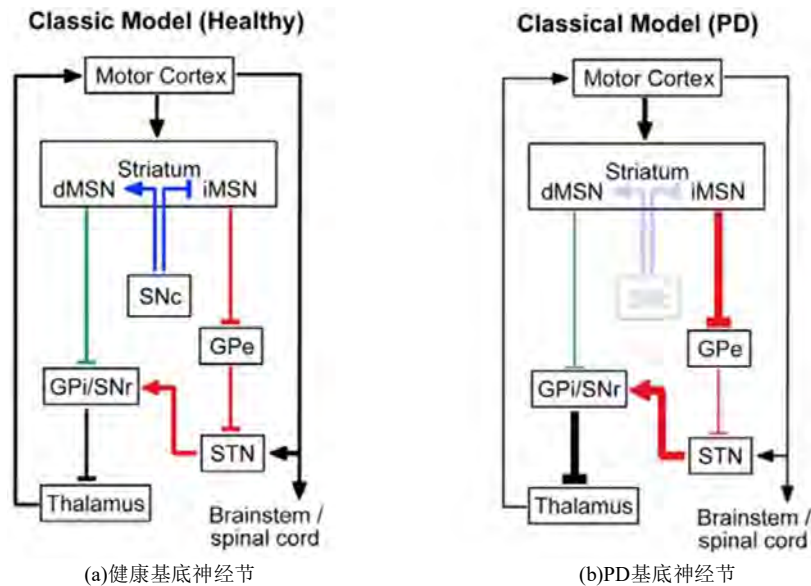 Classic Model (Healthy)
Motor Cortex
Striatum
dMSN
iMSN
SNc
GPe
GPi/SNr
STN
Thalamus
Brainstem /
spinal cord
(a)健康基底神经节
Classical Model (PD)
Motor Cortex
Striatum
dMSN
iMSN
GPe
GPi/SNr
STN
Thalamus
Brainstem /
spinal cord
(b)PD基底神经节